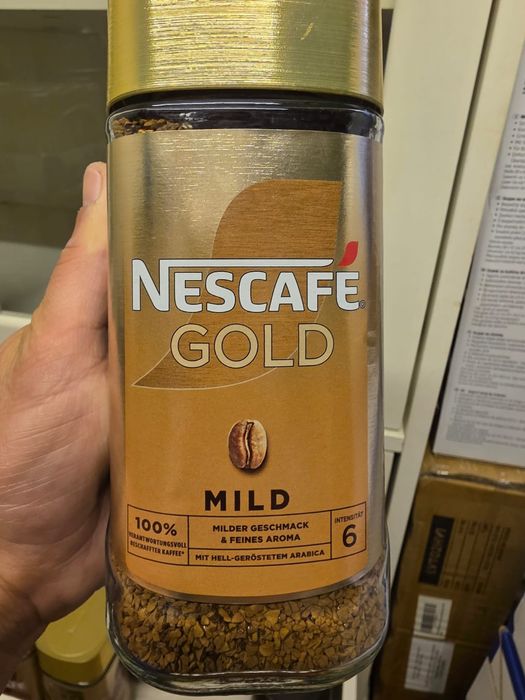 NESCAFÉ
GOLD
MILD
100%
VERANTWORTUNGSVOLL
BESCHAFFTER KAFFEE*
MILDER GESCHMACK
& FEINES AROMA
MIT HELL-GERÖSTETEM ARABICA
INTENSITÄT
6